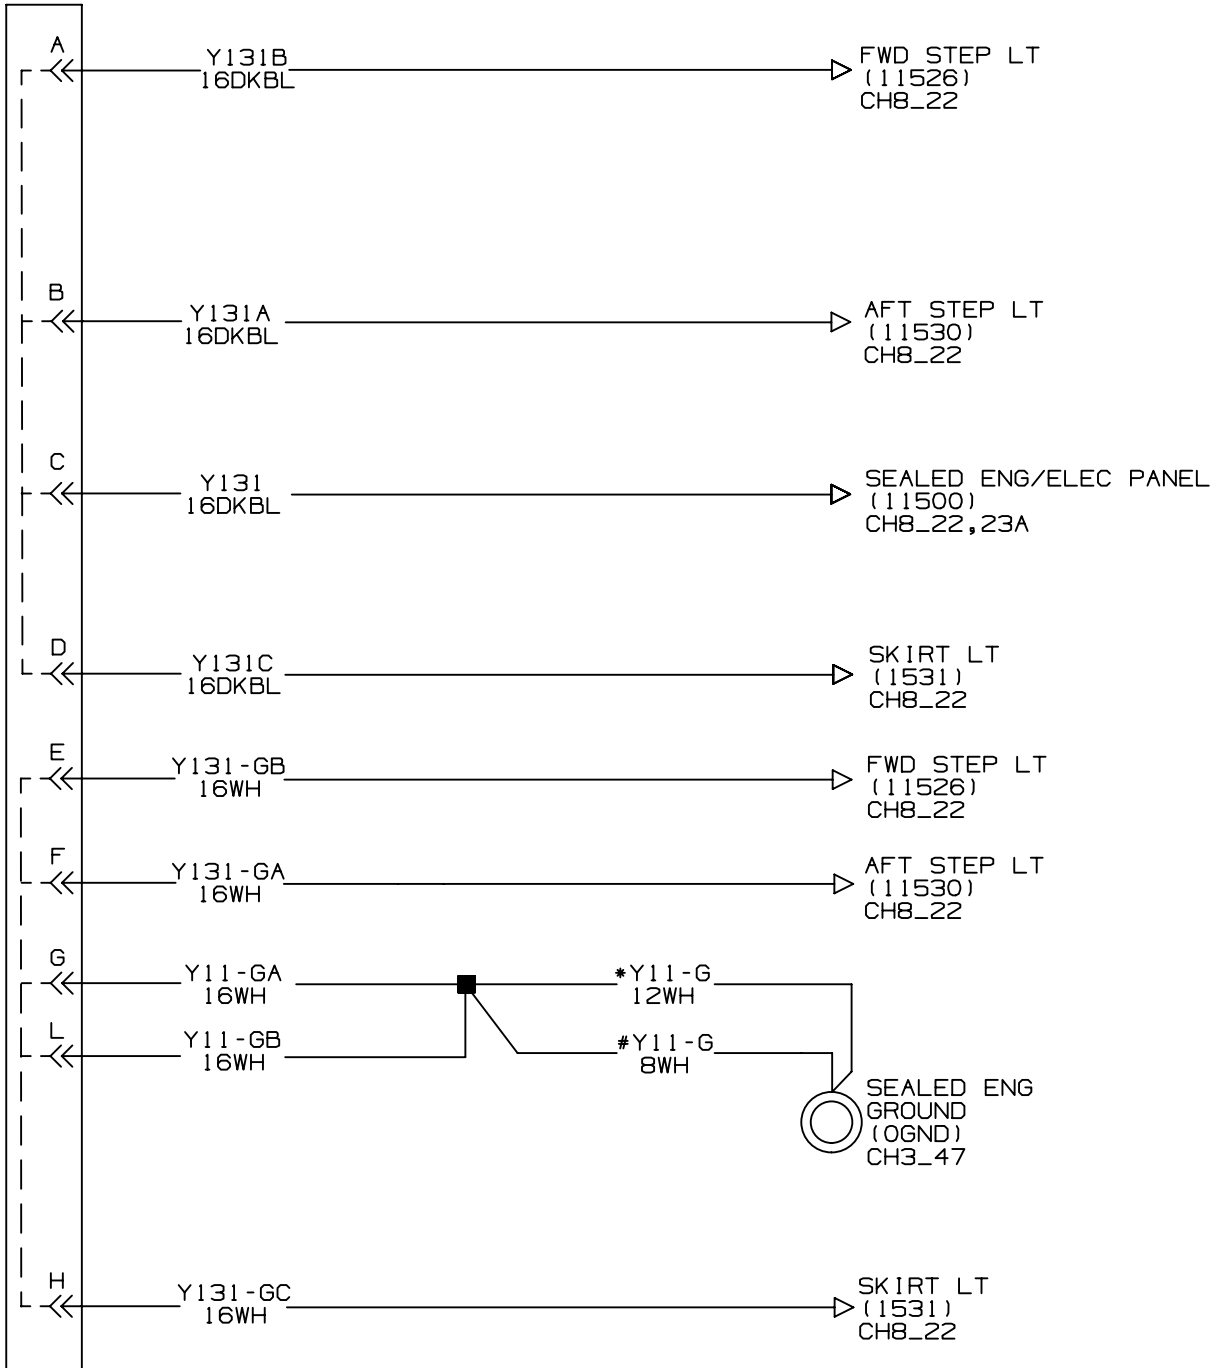 A
Y131B
16DKBL
FWD STEP LT
(11526)
CH8_22
B
Y131A
16DKBL
AFT STEP LT
(11530)
CH8_22
C
Y131
16DKBL
SEALED ENG/ELEC PANEL
(11500)
CH8_22,23A
D
Y131C
16DKBL
SKIRT LT
(1531)
CH8_22
E
Y131-GB
16WH
FWD STEP LT
(11526)
CH8_22
F
Y131-GA
16WH
AFT STEP LT
(11530)
CH8_22
G
Y11-GA
16WH
*Y11-G
12WH
L
Y11-GB
16WH
#Y11-G
8WH
SEALED ENG
GROUND
(0GND)
CH3_47
H
Y131-GC
16WH
SKIRT LT
(1531)
CH8_22